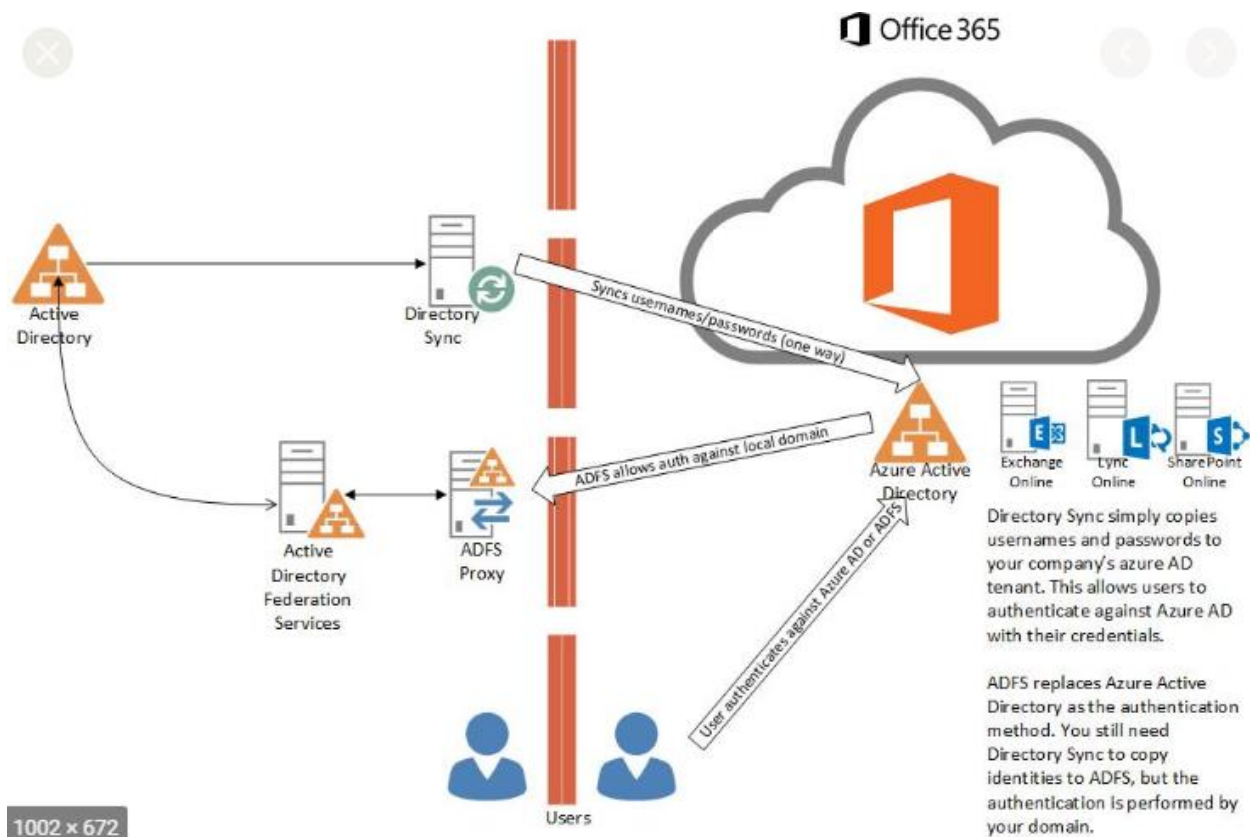 Office 365
Active
Directory
Directory
Sync
Syncs usernames/passwords (one way)
ADFS allows auth against local domain
Azure Active
Directory
Exchange
Online
Lync
Online
SharePoint
Online
E
L
S
Active
Directory
Federation
Services
ADFS
Proxy
User authenticates against Azure AD or ADFS
Directory Sync simply copies
usernames and passwords to
your company's azure AD
tenant. This allows users to
authenticate against Azure AD
with their credentials.
ADFS replaces Azure Active
Directory as the authentication
method. You still need
Directory Sync to copy
identities to ADFS, but the
authentication is performed by
your domain.
Users
1002 × 672